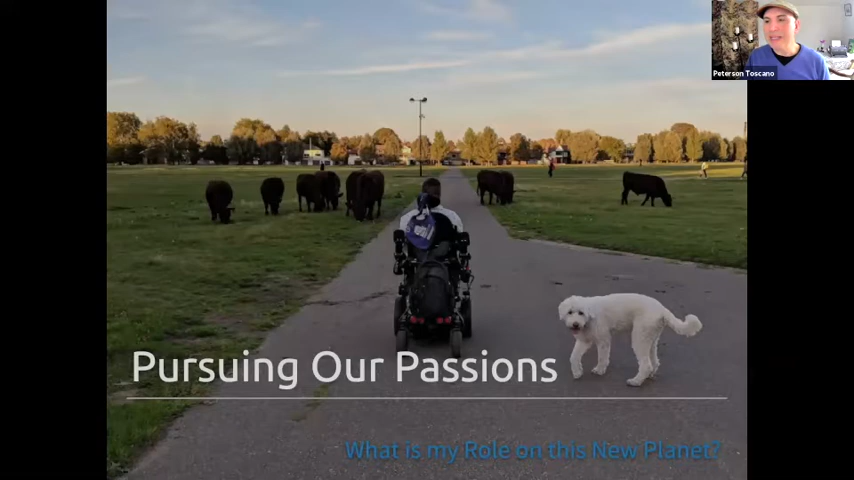 Peterson Toscano
Pursuing Our Passions
What is my Role on this New Planet?